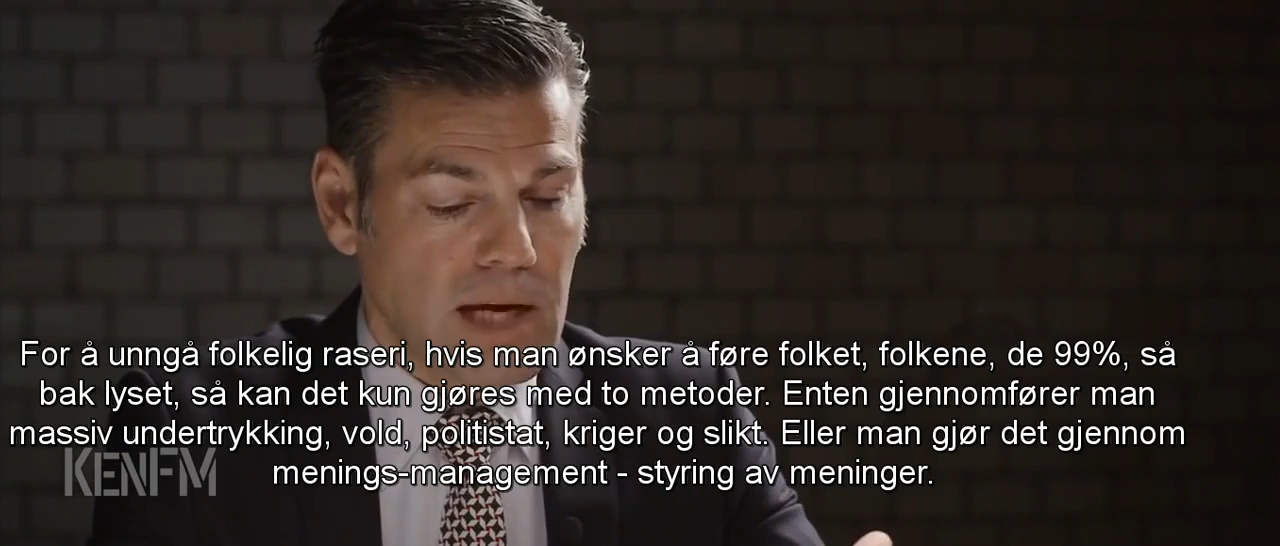 For å unngå folkelig raseri, hvis man ønsker å føre folket, folkene, de 99%, så
bak lyset, så kan det kun gjøres med to metoder. Enten gjennomfører man
massiv undertrykking, vold, politistat, kriger og slikt. Eller man gjør det gjennom
menings-management - styring av meninger.
KENFM